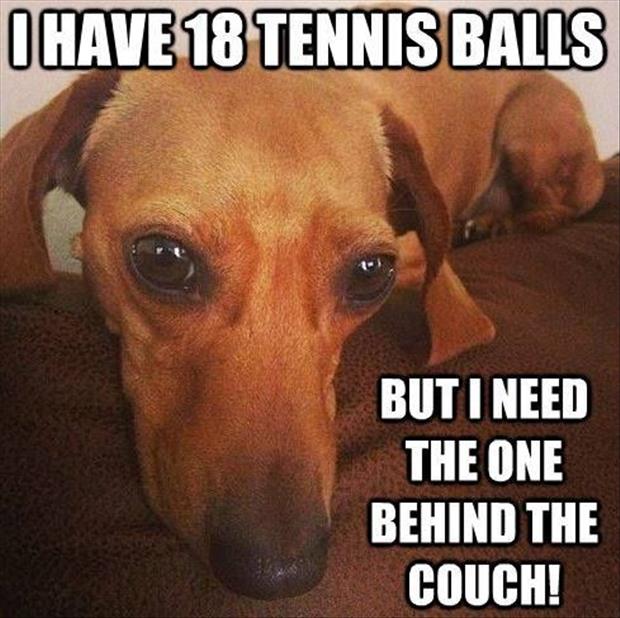 I HAVE 18 TENNIS BALLS
BUT I NEED
THE ONE
BEHIND THE
COUCH!